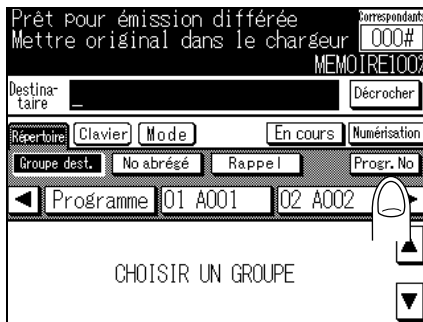 Prêt pour émission différée
Correspondants
Mettre original dans le chargeur
000#
MEMOIRE100%
Destina-
taire
_
Décrocher
Répertoire Clavier Mode En cours Numérisation
Groupe dest. No abrégé Rappel Progr. No
Programme 01 A001 02 A002
CHOISIR UN GROUPE